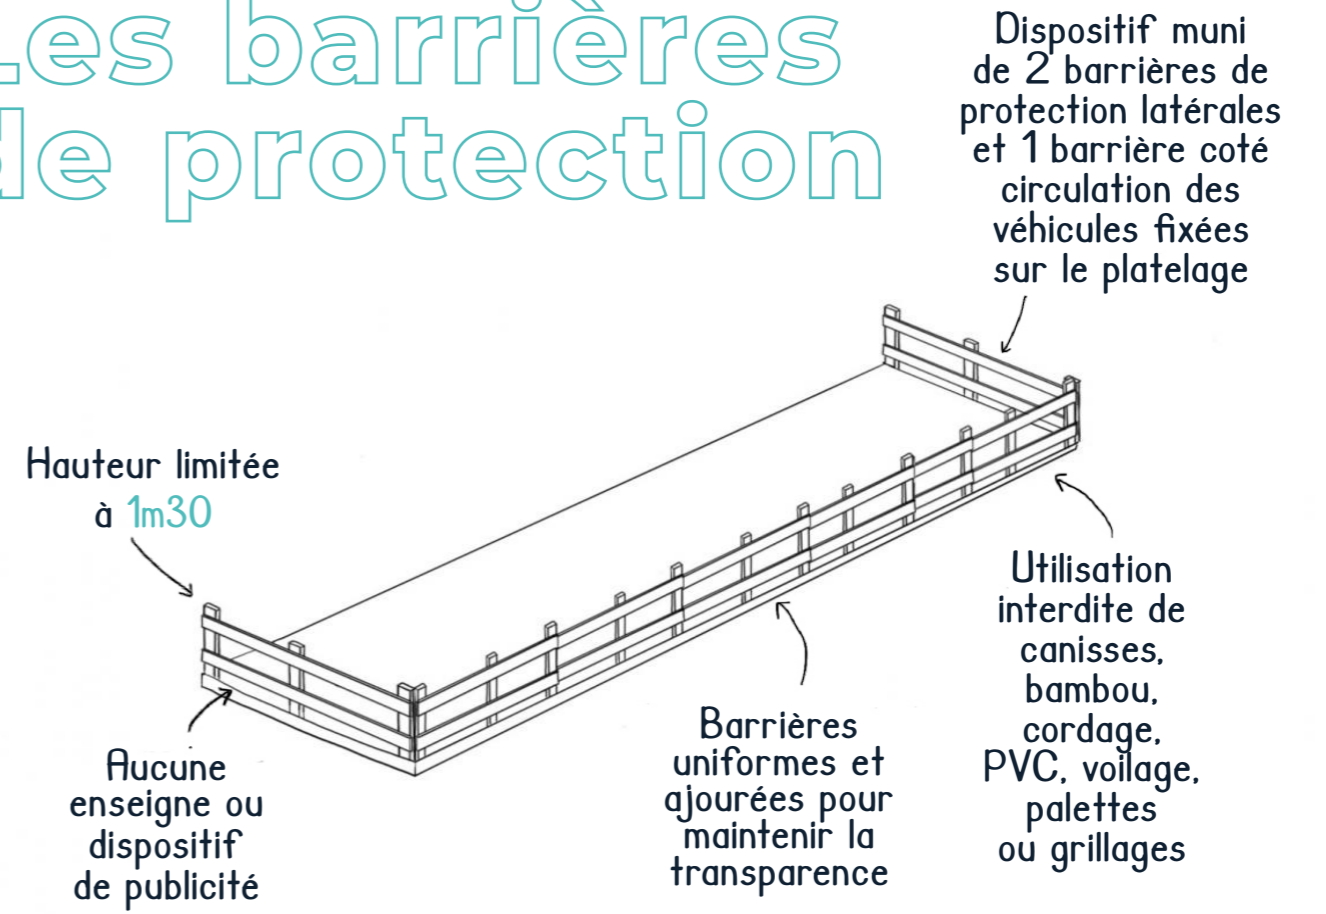 Les barrières
de protection
Dispositif muni
de 2 barrières de
protection latérales
et 1 barrière coté
circulation des
véhicules fixées
sur le platelage
Hauteur limitée
à 1m30
Aucune
enseigne ou
dispositif
de publicité
Barrières
uniformes et
ajourées pour
maintenir la
transparence
Utilisation
interdite de
canisses,
bambou,
cordage,
PVC, voilage,
palettes
ou grillages